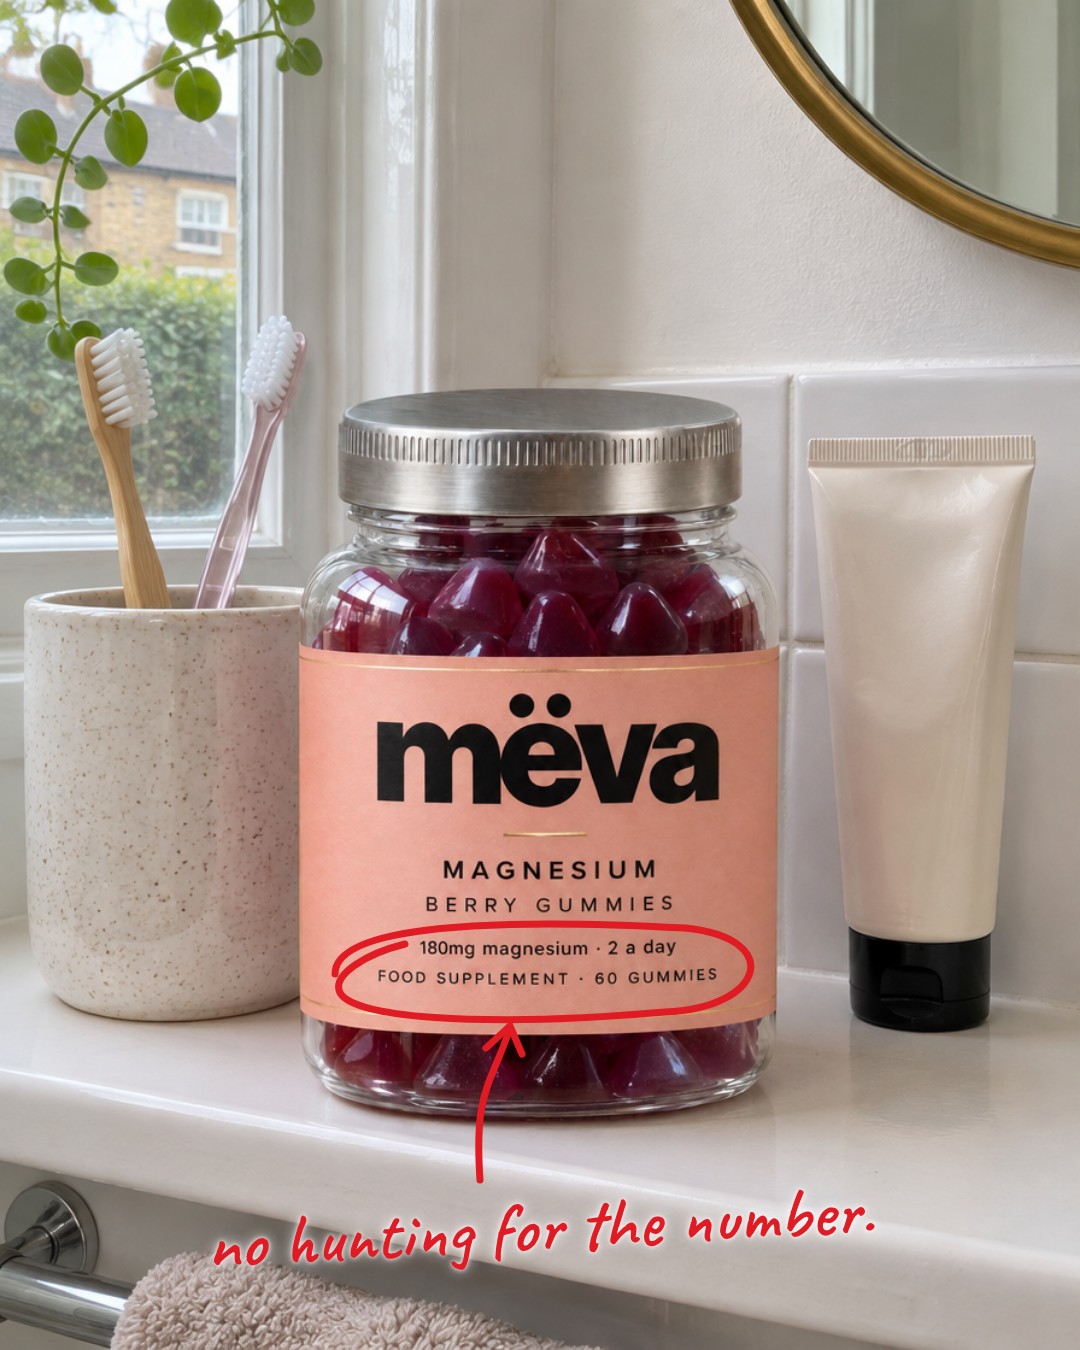 mëva
MAGNESIUM
BERRY GUMMIES
180mg magnesium · 2 a day
FOOD SUPPLEMENT · 60 GUMMIES
no hunting for the number.